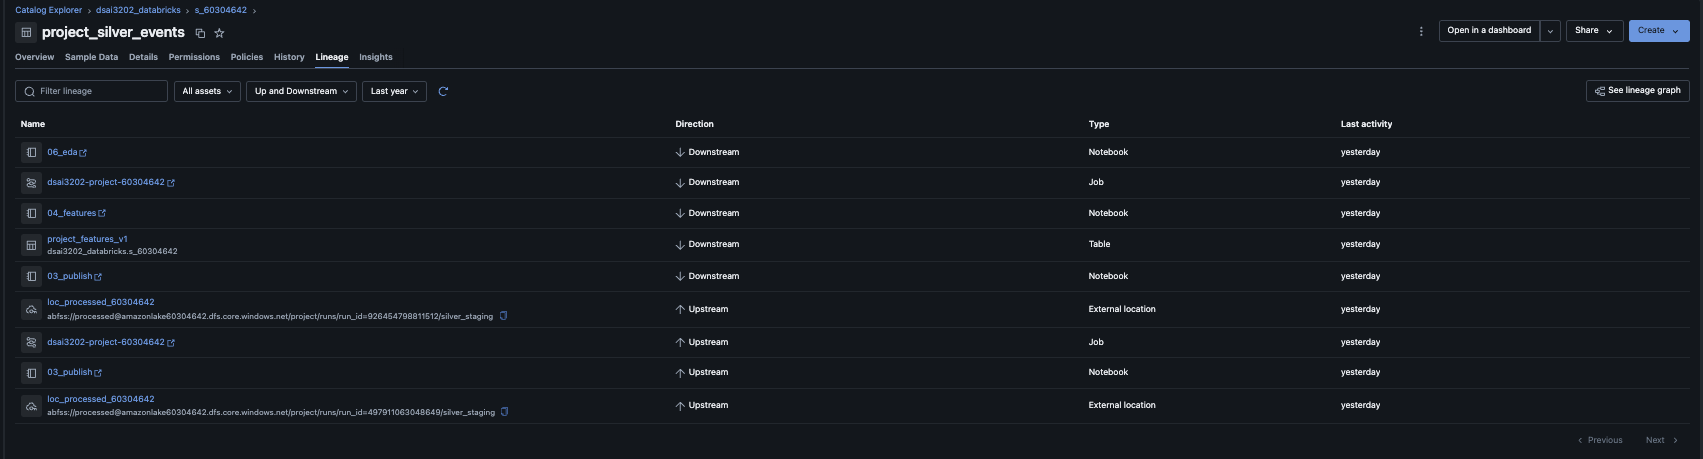 Catalog Explorer > dsai3202_databricks > s_60304642 >
project_silver_events
Open in a dashboard Share Create
Overview Sample Data Details Permissions Policies History Lineage Insights
Filter lineage All assets Up and Downstream Last year See lineage graph
Name Direction Type Last activity
06_eda Downstream Notebook yesterday
dsai3202-project-60304642 Downstream Job yesterday
04_features Downstream Notebook yesterday
project_features_v1
dsai3202_databricks.s_60304642 Downstream Table yesterday
03_publish Downstream Notebook yesterday
loc_processed_60304642
abfss://processed@amazonlake60304642.dfs.core.windows.net/project/runs/run_id=926454798811512/silver_staging Upstream External location yesterday
dsai3202-project-60304642 Upstream Job yesterday
03_publish Upstream Notebook yesterday
loc_processed_60304642
abfss://processed@amazonlake60304642.dfs.core.windows.net/project/runs/run_id=497911063048649/silver_staging Upstream External location yesterday
< Previous Next >